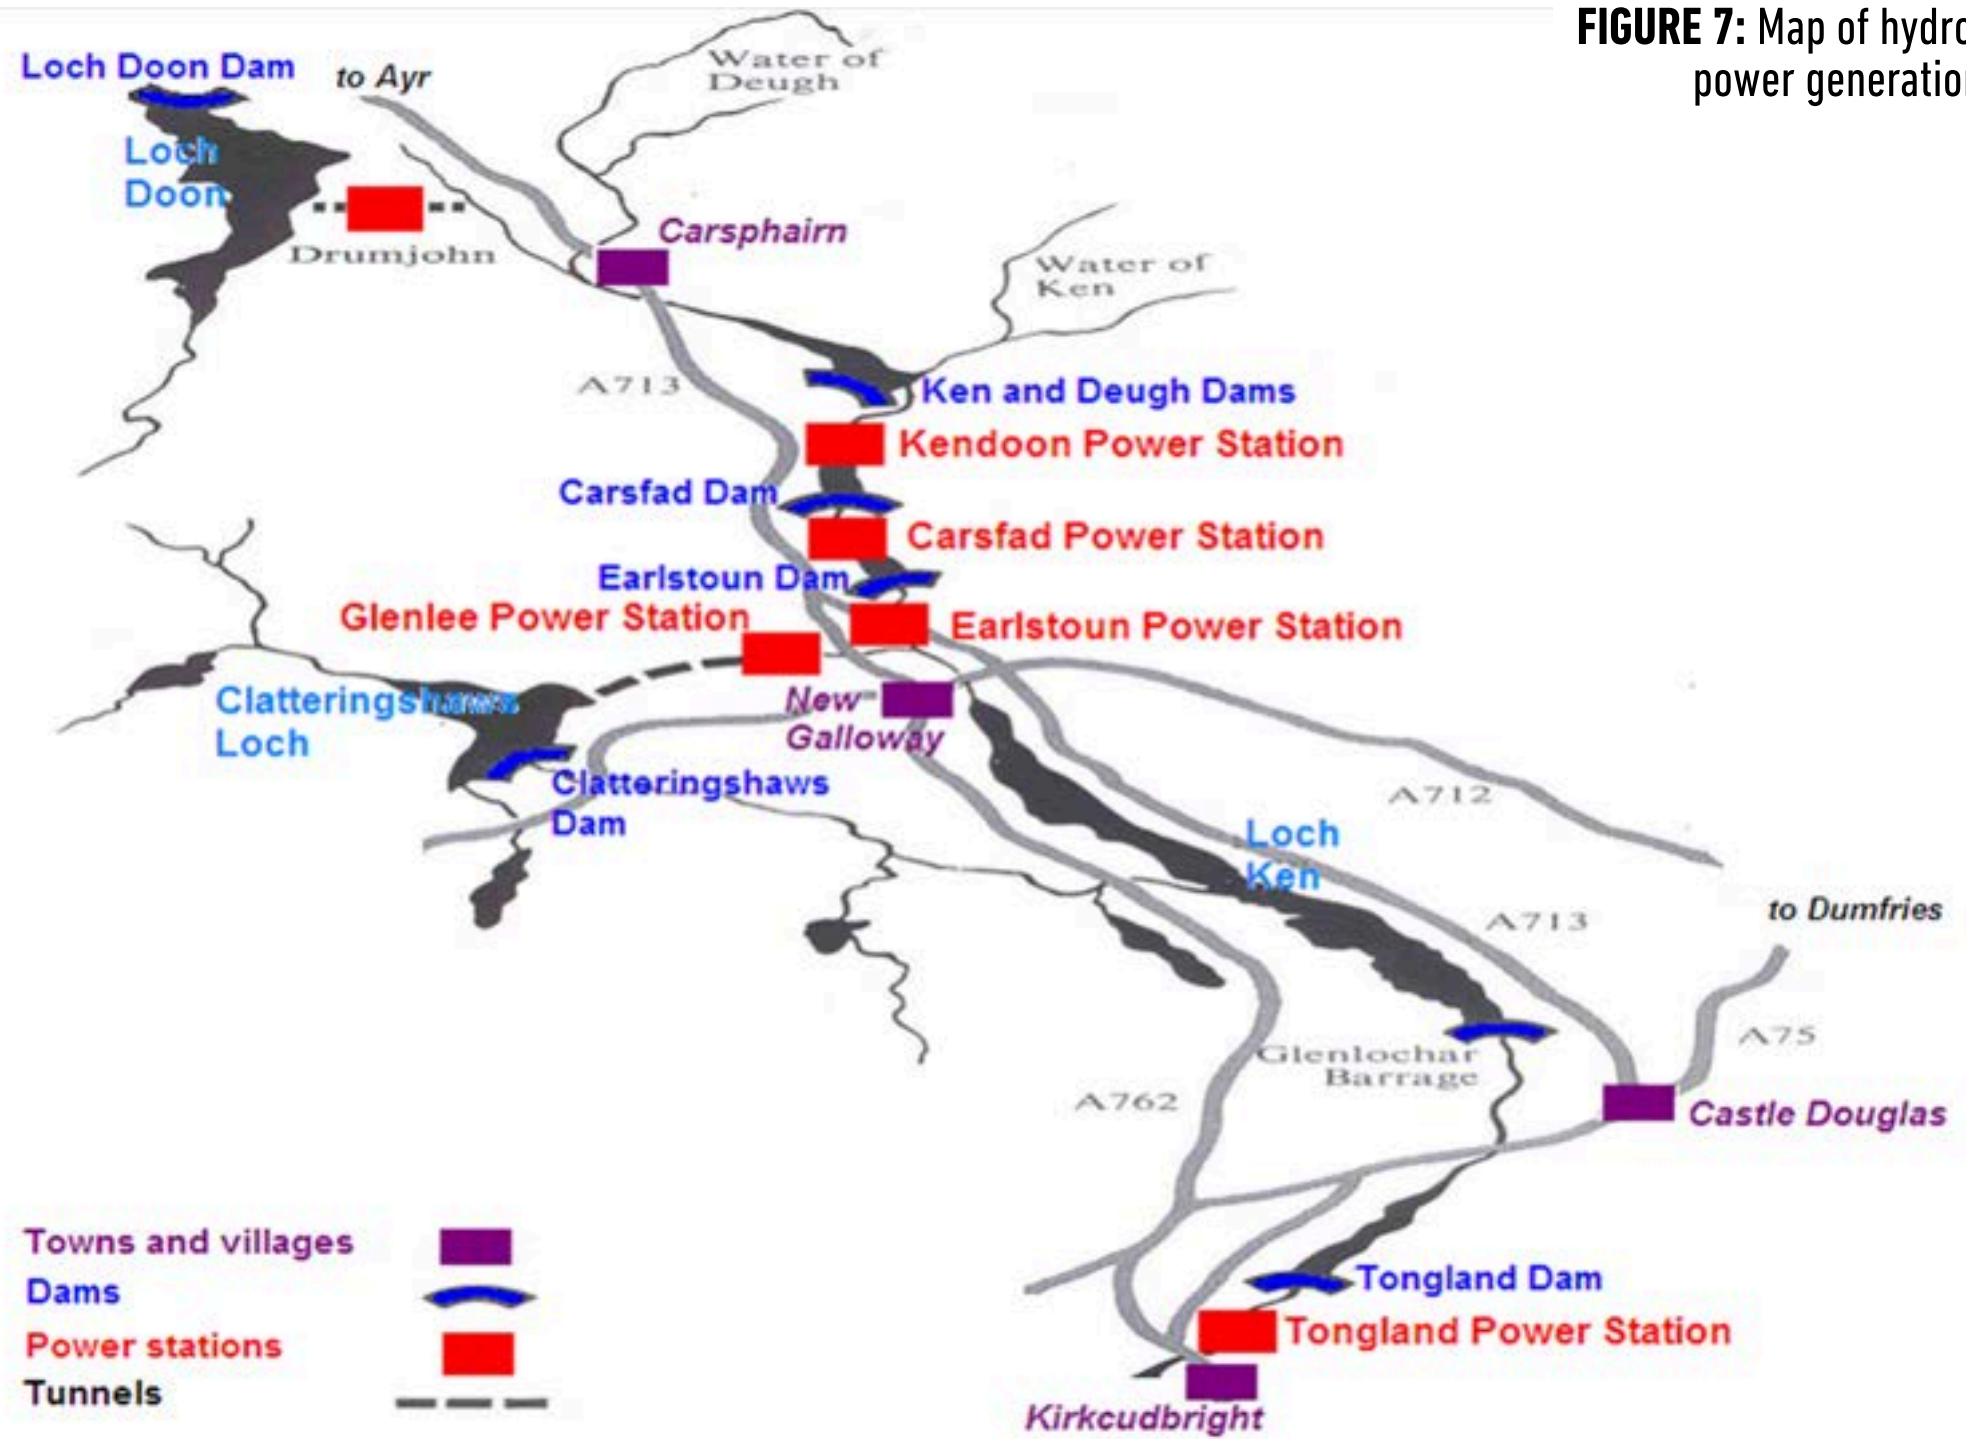 FIGURE 7: Map of hydro
power generation
Loch Doon Dam
to Ayr
Water of
Deugh
Loch
Doon
Drumjohn
Carsphairn
Water of
Ken
A713
Ken and Deugh Dams
Kendoon Power Station
Carsfad Dam
Carsfad Power Station
Earlstoun Dam
Glenlee Power Station
Earlstoun Power Station
Clatteringshaws
Loch
New
Galloway
Clatteringshaws
Dam
A712
Loch
Ken
to Dumfries
A713
A75
Glenlochar
Barrage
A762
Castle Douglas
Towns and villages
Dams
Power stations
Tunnels
Tongland Dam
Tongland Power Station
Kirkcudbright